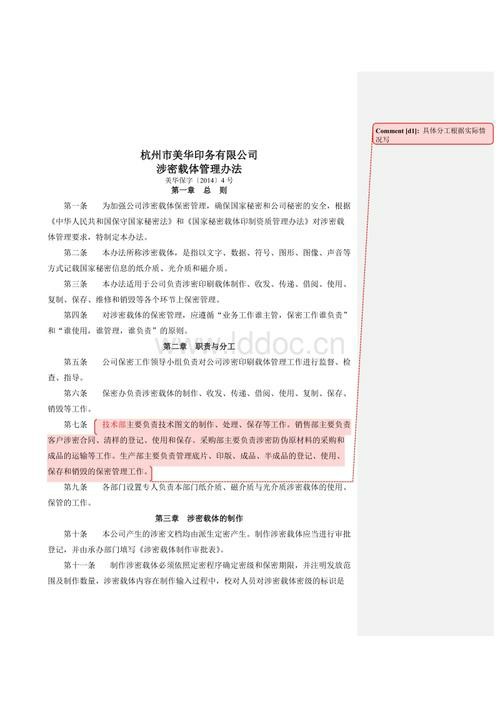 杭州市美华印务有限公司
涉密载体管理办法
美华保字〔2014〕4 号
第一章 总 则
第一条 为加强公司涉密载体保密管理，确保国家秘密和公司秘密的安全，根据
《中华人民共和国保守国家秘密法》和《国家秘密载体印制资质管理办法》对涉密载
体管理要求，特制定本办法。
第二条 本办法所称涉密载体，是指以文字、数据、符号、图形、图像、声音等
方式记载国家秘密信息的纸介质、光介质和磁介质。
第三条 本办法适用于公司负责涉密印刷载体制作、收发、传递、借阅、使用、
复制、保存、维修和销毁等各个环节上保密管理。
第四条 对涉密载体的保密管理，应遵循“业务工作谁主管，保密工作谁负责”
和“谁使用，谁管理，谁负责”的原则。
第二章 职责与分工
第五条 公司保密工作领导小组负责对公司涉密印刷载体管理工作进行监督、检
查、指导。
第六条 保密办负责涉密载体的制作、收发、传递、借阅、使用、复制、保存、
销毁等工作。
第七条 技术部主要负责技术图文的制作、处理、保存等工作。销售部主要负责
客户涉密合同、清样的登记、使用和保存。采购部主要负责涉密防伪原材料的采购和
成品的运输等工作。生产部主要负责管理底片、印版、成品、半成品的登记、使用、
保存和销毁的保密管理工作。
第九条 各部门设置专人负责本部门纸介质、磁介质与光介质涉密载体的使用、
保管的工作。
第三章 涉密载体的制作
第十条 本公司产生的涉密文档均由派生定密产生。制作涉密载体应当进行审批
登记，并由承办部门填写《涉密载体制作审批表》。
第十一条 制作涉密载体必须依照定密程序确定密级和保密期限，并注明发放范
围及制作数量，涉密载体内容在制作输入过程中，校对人员对涉密载体密级的标识是
Comment [d1]: 具体分工根据实际情
况写
www.lddoc.cn